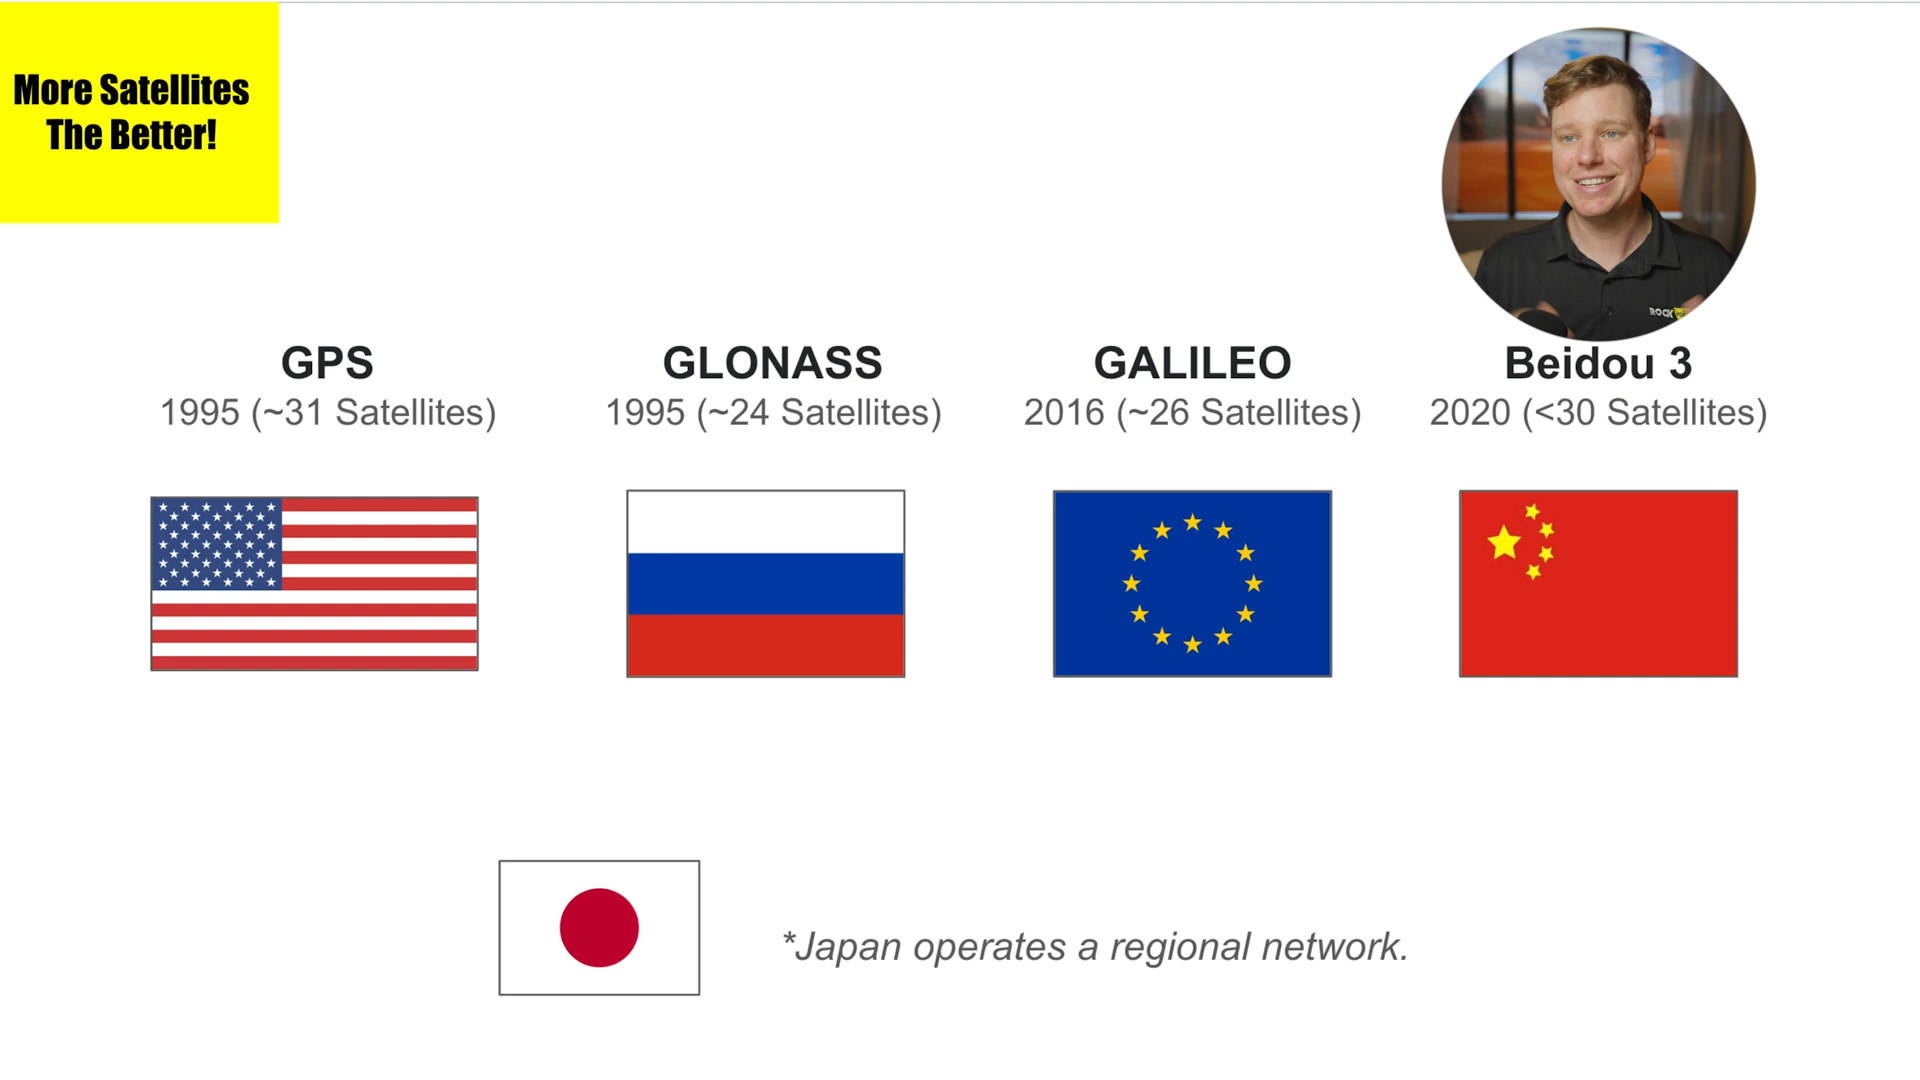 More Satellites
The Better!
ROCK
GPS
1995 (~31 Satellites)
GLONASS
1995 (~24 Satellites)
GALILEO
2016 (~26 Satellites)
Beidou 3
2020 (<30 Satellites)
*Japan operates a regional network.